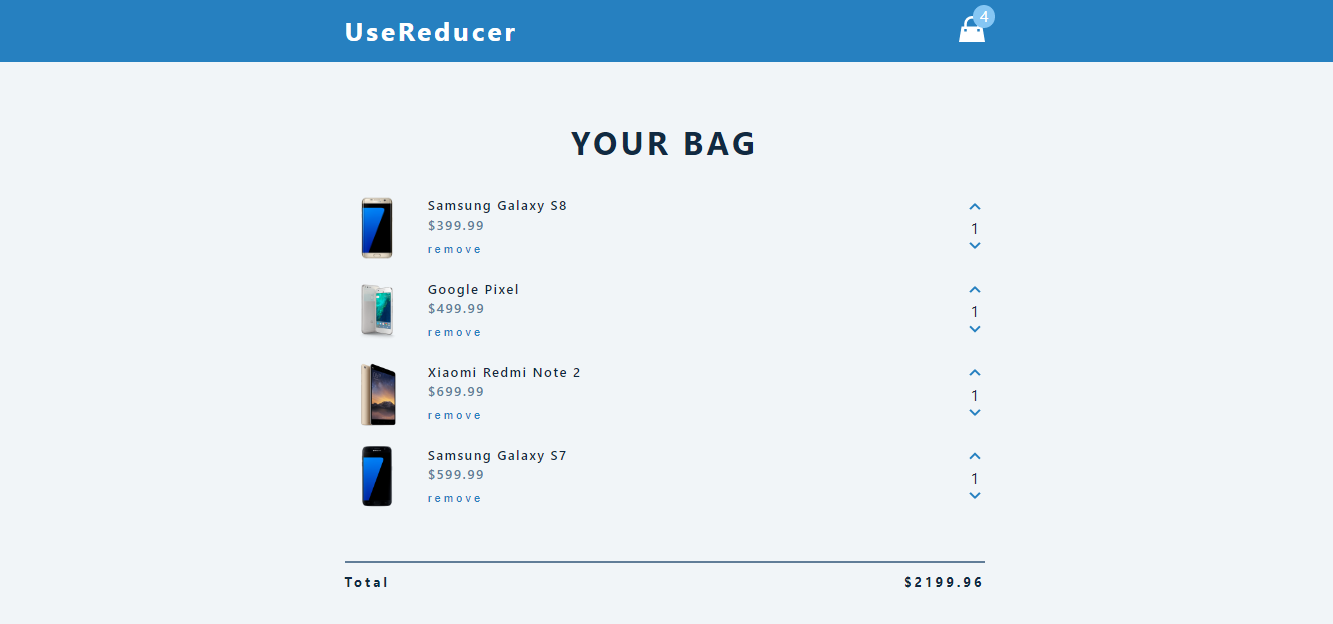 UseReducer
4
YOUR BAG
Samsung Galaxy S8
$399.99
remove
1
Google Pixel
$499.99
remove
1
Xiaomi Redmi Note 2
$699.99
remove
1
Samsung Galaxy S7
$599.99
remove
1
Total $2199.96